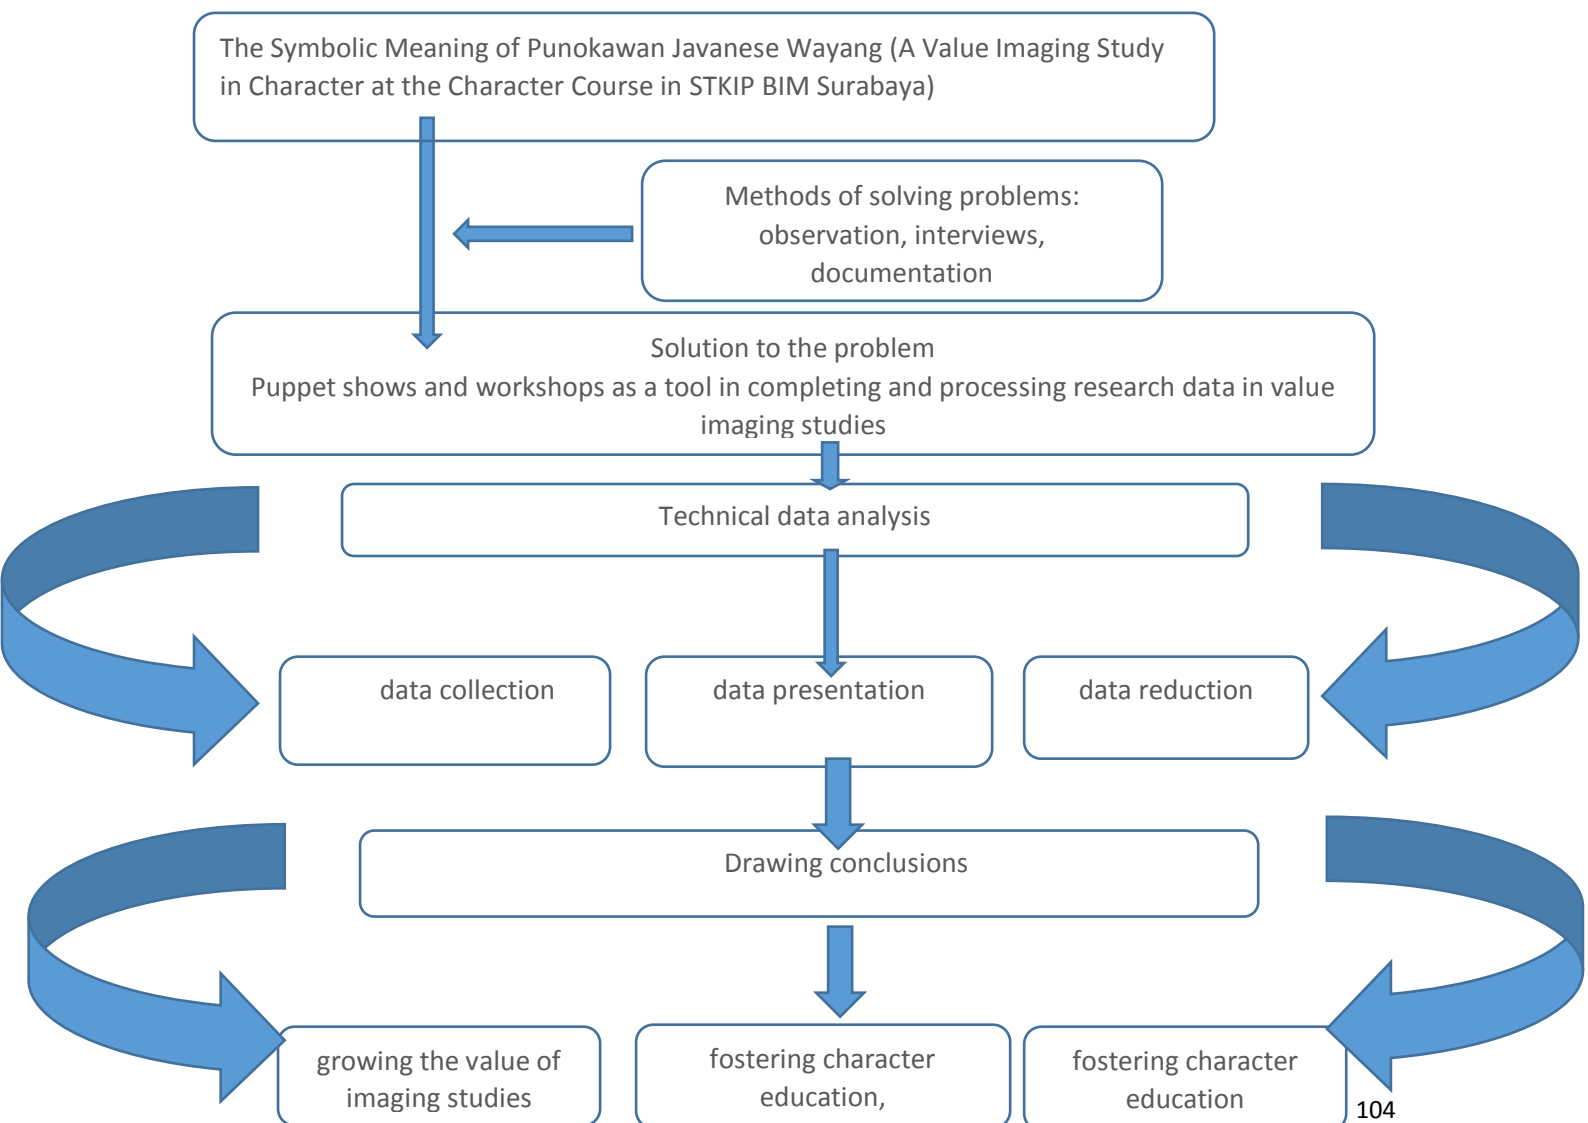 The Symbolic Meaning of Punokawan Javanese Wayang (A Value Imaging Study
in Character at the Character Course in STKIP BIM Surabaya)
Methods of solving problems:
observation, interviews,
documentation
Solution to the problem
Puppet shows and workshops as a tool in completing and processing research data in value
imaging studies
Technical data analysis
data collection
data presentation
data reduction
Drawing conclusions
growing the value of
imaging studies
fostering character
education,
fostering character
education
104